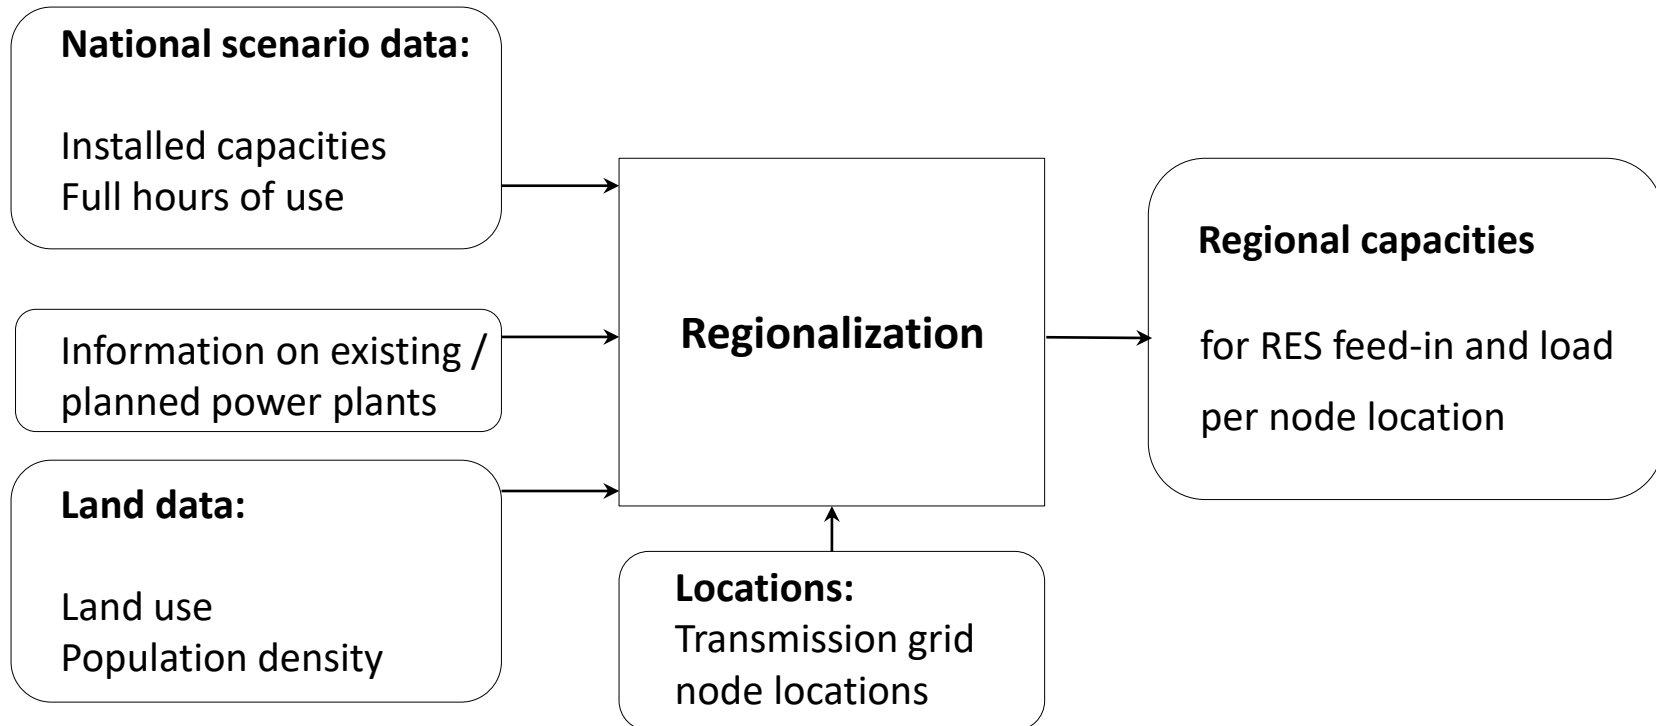 National scenario data:
Installed capacities
Full hours of use
Information on existing /
planned power plants
Land data:
Land use
Population density
Regionalization
Locations:
Transmission grid
node locations
Regional capacities
for RES feed-in and load
per node location